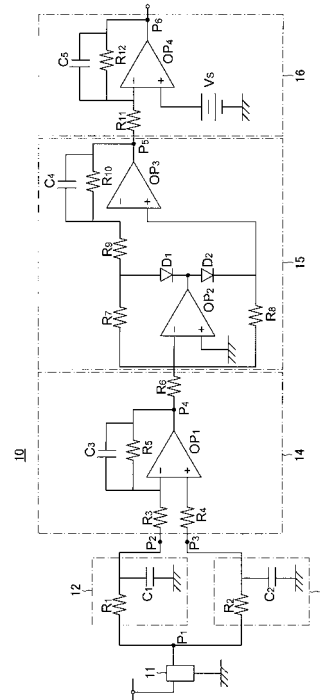 10
C3
C4
C5
R5
R10
R12
P6
12
R1
C1
P2
R3
OP1
P4
R6
R7
R9
OP3
P5
R11
OP4
11
P1
P3
R4
OP2
D1
D2
VS
R2
C2
R8
14
15
16